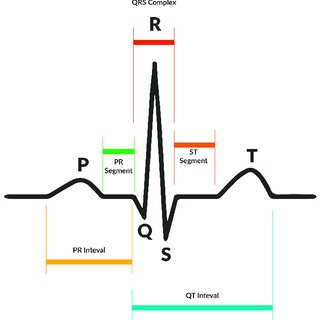 QRS Complex
R
P
PR
Segment
ST
Segment
T
Q
S
PR Inteval
QT Inteval